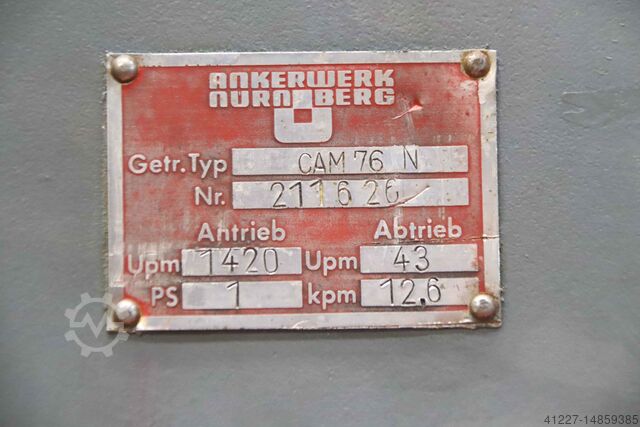 ANKERWERK
NÜRNBERG
Getr. Typ CAM 76 N
Nr. 211626
Antrieb Abtrieb
Upm 1420 Upm 43
PS 1 kpm 12.6
41227-14859385